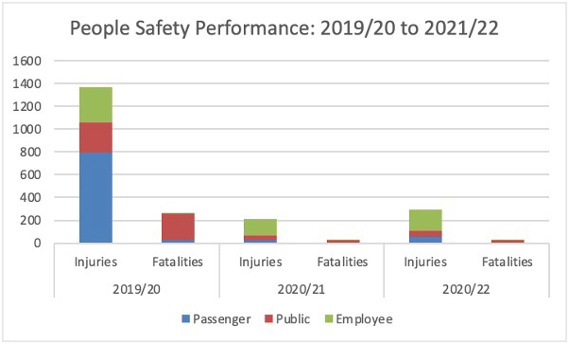 People Safety Performance: 2019/20 to 2021/22
1600
1400
1200
1000
800
600
400
200
0
Injuries Fatalities Injuries Fatalities Injuries Fatalities
2019/20 2020/21 2020/22
Passenger Public Employee